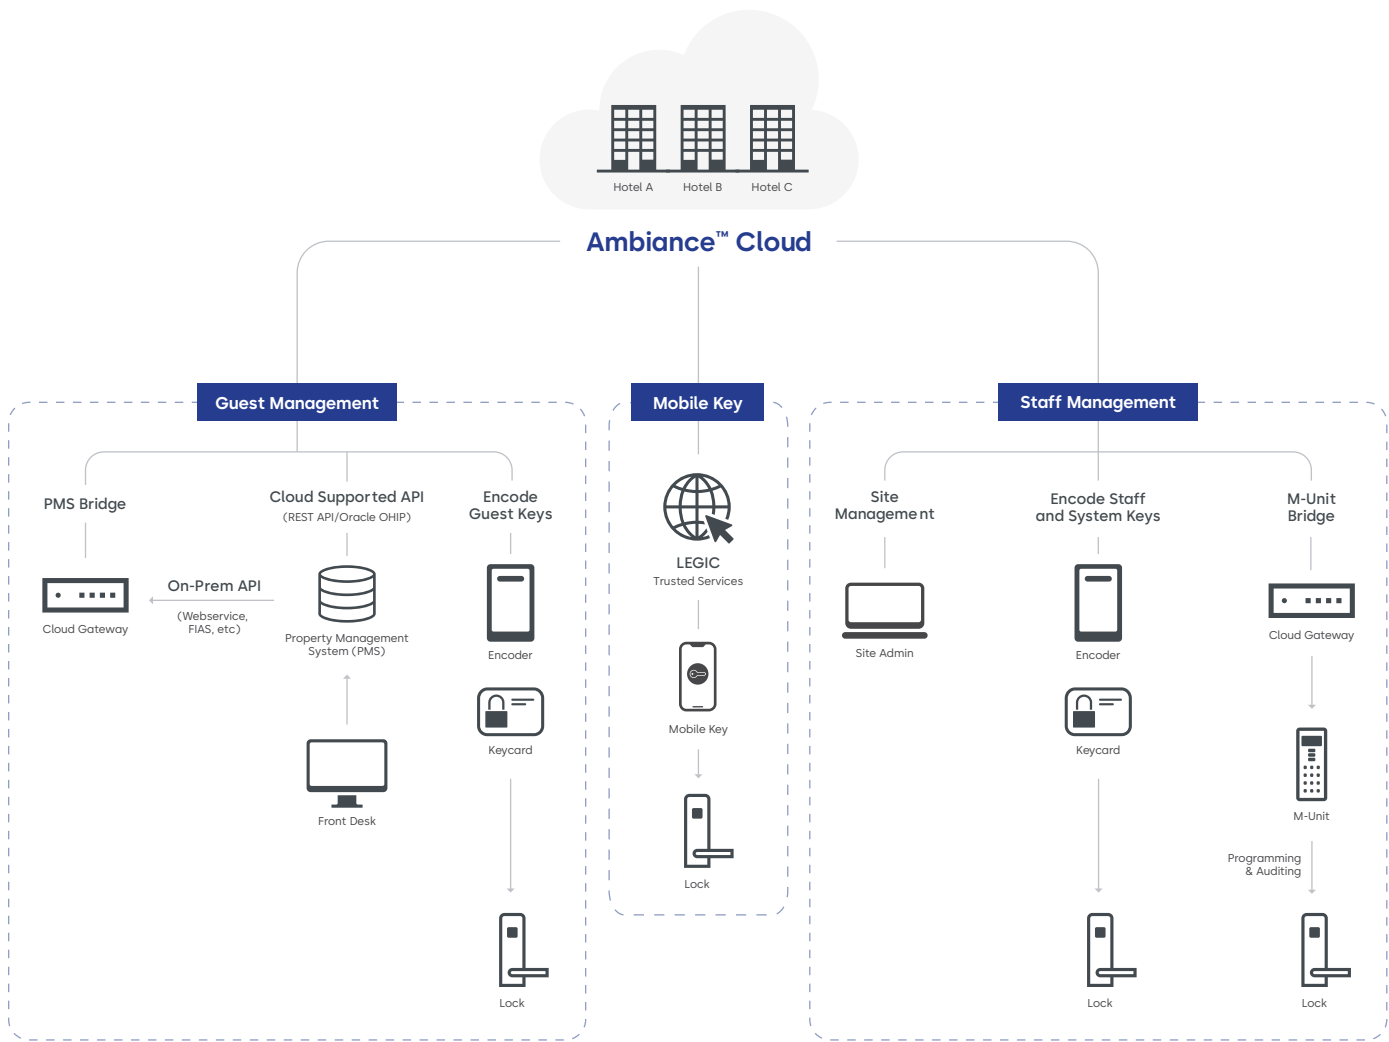 Hotel A
Hotel B
Hotel C
Ambiance™ Cloud
Guest Management
PMS Bridge
Cloud Gateway
On-Prem API
(Webservice,
FIAS, etc)
Cloud Supported API
(REST API/Oracle OHIP)
Property Management
System (PMS)
Front Desk
Encode
Guest Keys
Encoder
Keycard
Lock
Mobile Key
LEGIC
Trusted Services
Mobile Key
Lock
Staff Management
Site
Management
Site Admin
Encode Staff
and System Keys
Encoder
Keycard
Lock
M-Unit
Bridge
Cloud Gateway
M-Unit
Programming
& Auditing
Lock